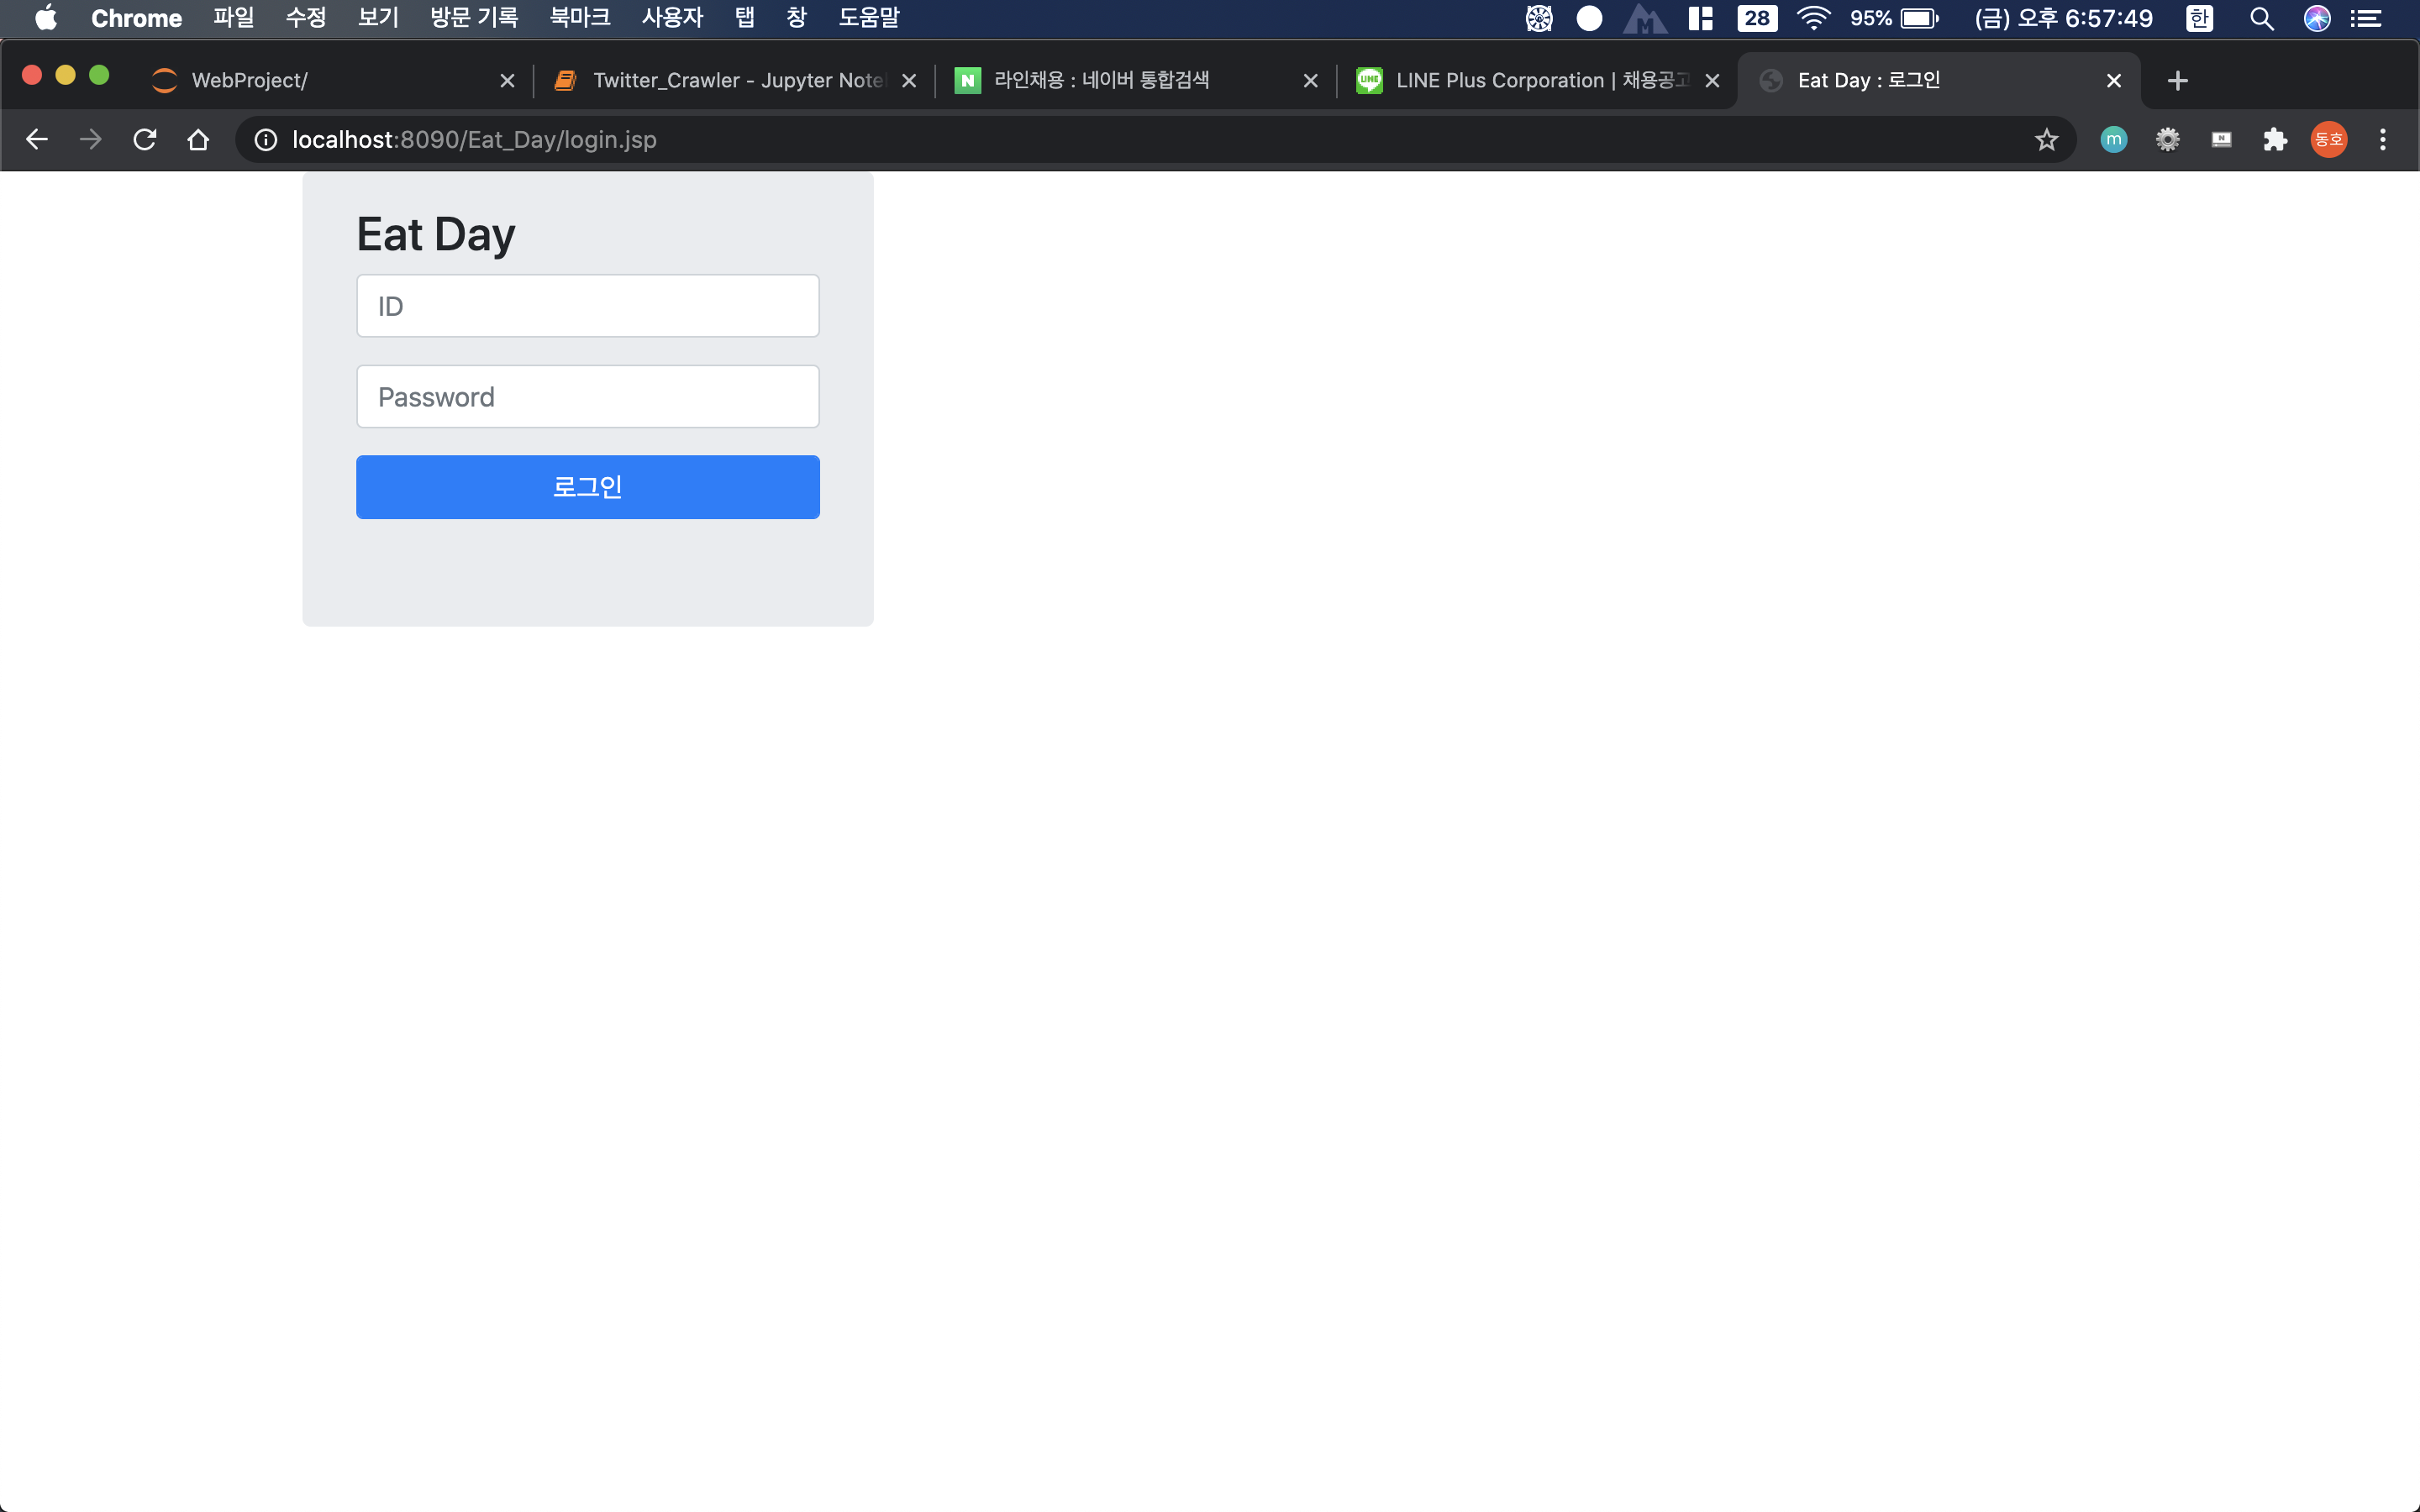 Chrome 파일 수정 보기 방문 기록 북마크 사용자 탭 창 도움말 28 95% (금) 오후 6:57:49 한
WebProject/ Twitter_Crawler - Jupyter Note 라인채용 : 네이버 통합검색 LINE Plus Corporation | 채용공고 Eat Day : 로그인
localhost:8090/Eat_Day/login.jsp m N 동호
Eat Day
ID
Password
로그인